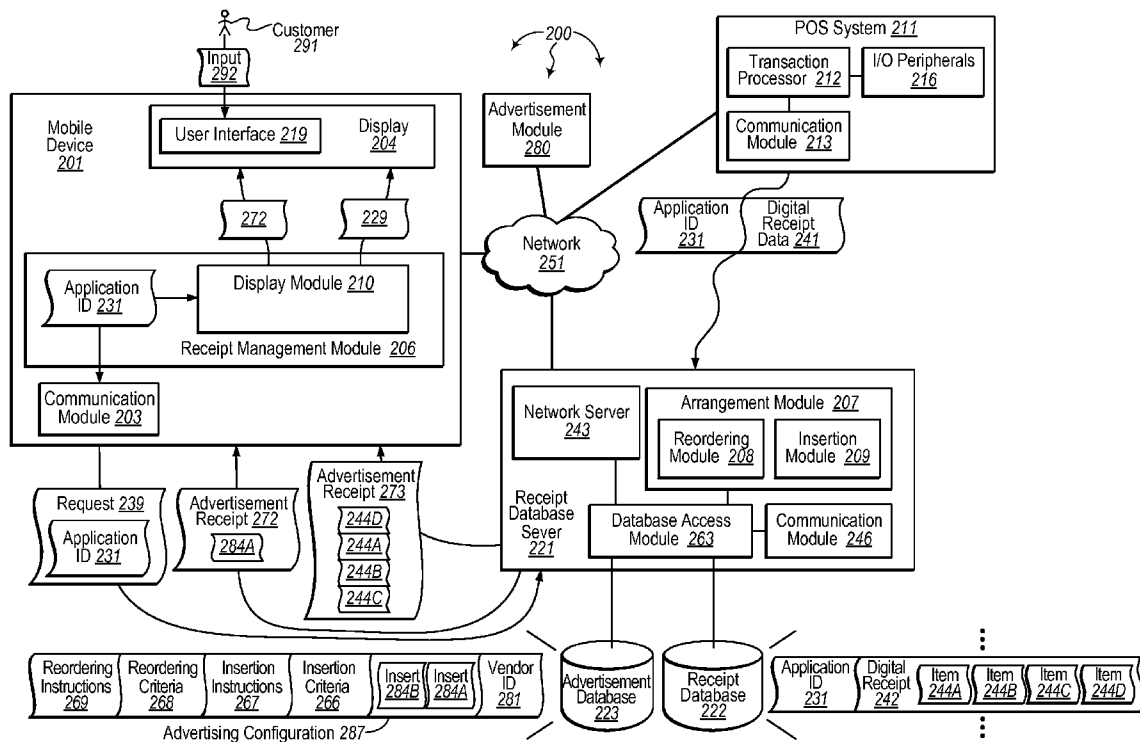 Customer
291
Input
292
200
Mobile
Device
201
User Interface 219
Display
204
272
229
Application
ID 231
Display Module 210
Receipt Management Module 206
Communication
Module 203
Advertisement
Module
280
Network
251
POS System 211
Transaction
Processor
212
I/O Peripherals
216
Communication
Module
213
Application
ID
231
Digital
Receipt
Data 241
Network Server
243
Arrangement Module 207
Reordering
Module 208
Insertion
Module 209
Receipt
Database
Sever
221
Database Access
Module 263
Communication
Module 246
Request 239
Application
ID 231
Advertisement
Receipt 272
284A
Advertisement
Receipt 273
244D
244A
244B
244C
Reordering
Instructions
269
Reordering
Criteria
268
Insertion
Instructions
267
Insertion
Criteria
266
Insert
284B
Insert
284A
Vendor
ID
281
Advertising Configuration 287
Advertisement
Database
223
Receipt
Database
222
Application
ID
231
Digital
Receipt
242
Item
244A
Item
244B
Item
244C
Item
244D